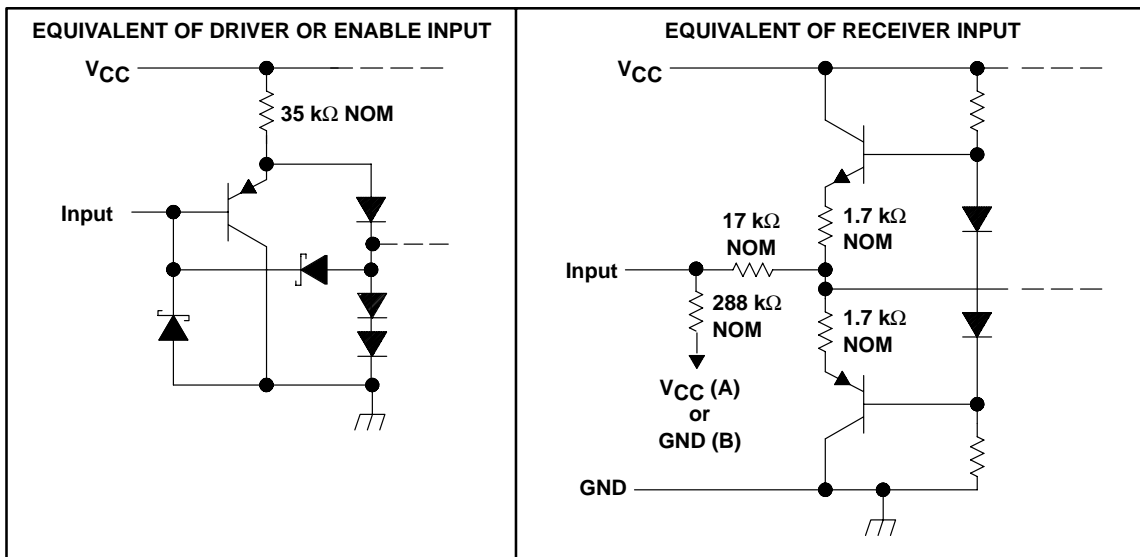 EQUIVALENT OF DRIVER OR ENABLE INPUT
VCC
35 kΩ NOM
Input
EQUIVALENT OF RECEIVER INPUT
VCC
17 kΩ
NOM
1.7 kΩ
NOM
Input
288 kΩ
NOM
1.7 kΩ
NOM
VCC (A)
or
GND (B)
GND